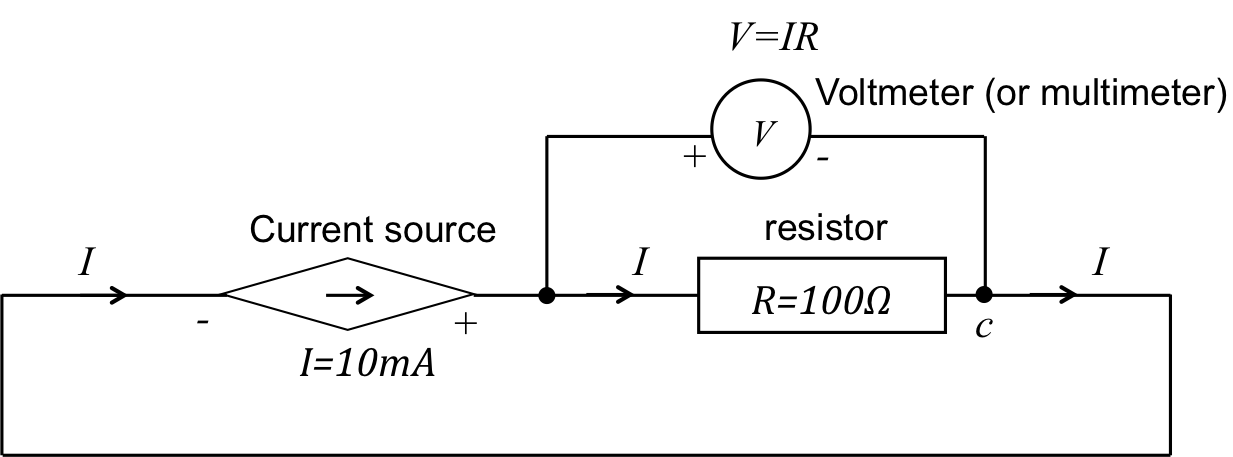 V=IR
Voltmeter (or multimeter)
V
+ -
Current source
resistor
I
I
I
R=100Ω
- +
c
I=10mA